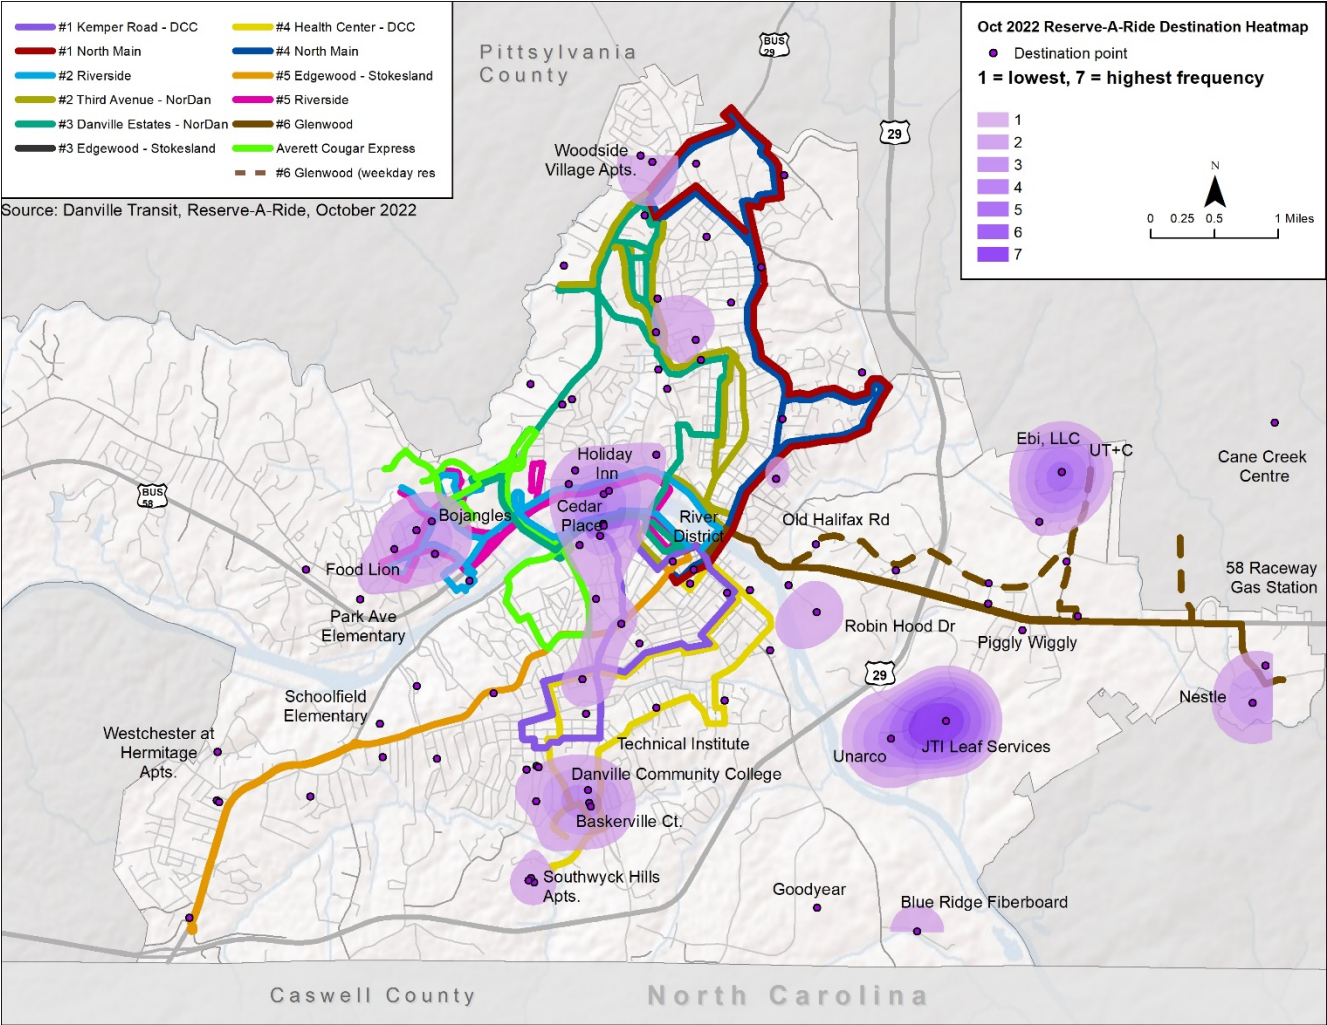 #1 Kemper Road - DCC
#1 North Main
#2 Riverside
#2 Third Avenue - NorDan
#3 Danville Estates - NorDan
#3 Edgewood - Stokesland
#4 Health Center - DCC
#4 North Main
#5 Edgewood - Stokesland
#5 Riverside
#6 Glenwood
Averett Cougar Express
#6 Glenwood (weekday res
Source: Danville Transit, Reserve-A-Ride, October 2022
Oct 2022 Reserve-A-Ride Destination Heatmap
Destination point
1 = lowest, 7 = highest frequency
1
2
3
4
5
6
7
N
0 0.25 0.5 1 Miles
Pittsylvania
County
BUS
29
29
Woodside
Village Apts.
Ebi, LLC
UT+C
Cane Creek
Centre
Holiday
Inn
BUS
58
Bojangles
Cedar
Place
River
District
Old Halifax Rd
Food Lion
58 Raceway
Gas Station
Park Ave
Elementary
Robin Hood Dr
Piggly Wiggly
29
Schoolfield
Elementary
Nestle
Westchester at
Hermitage
Apts.
Technical Institute
Unarco
JTI Leaf Services
Danville Community College
Baskerville Ct.
Southwyck Hills
Apts.
Goodyear
Blue Ridge Fiberboard
Caswell County
North Carolina